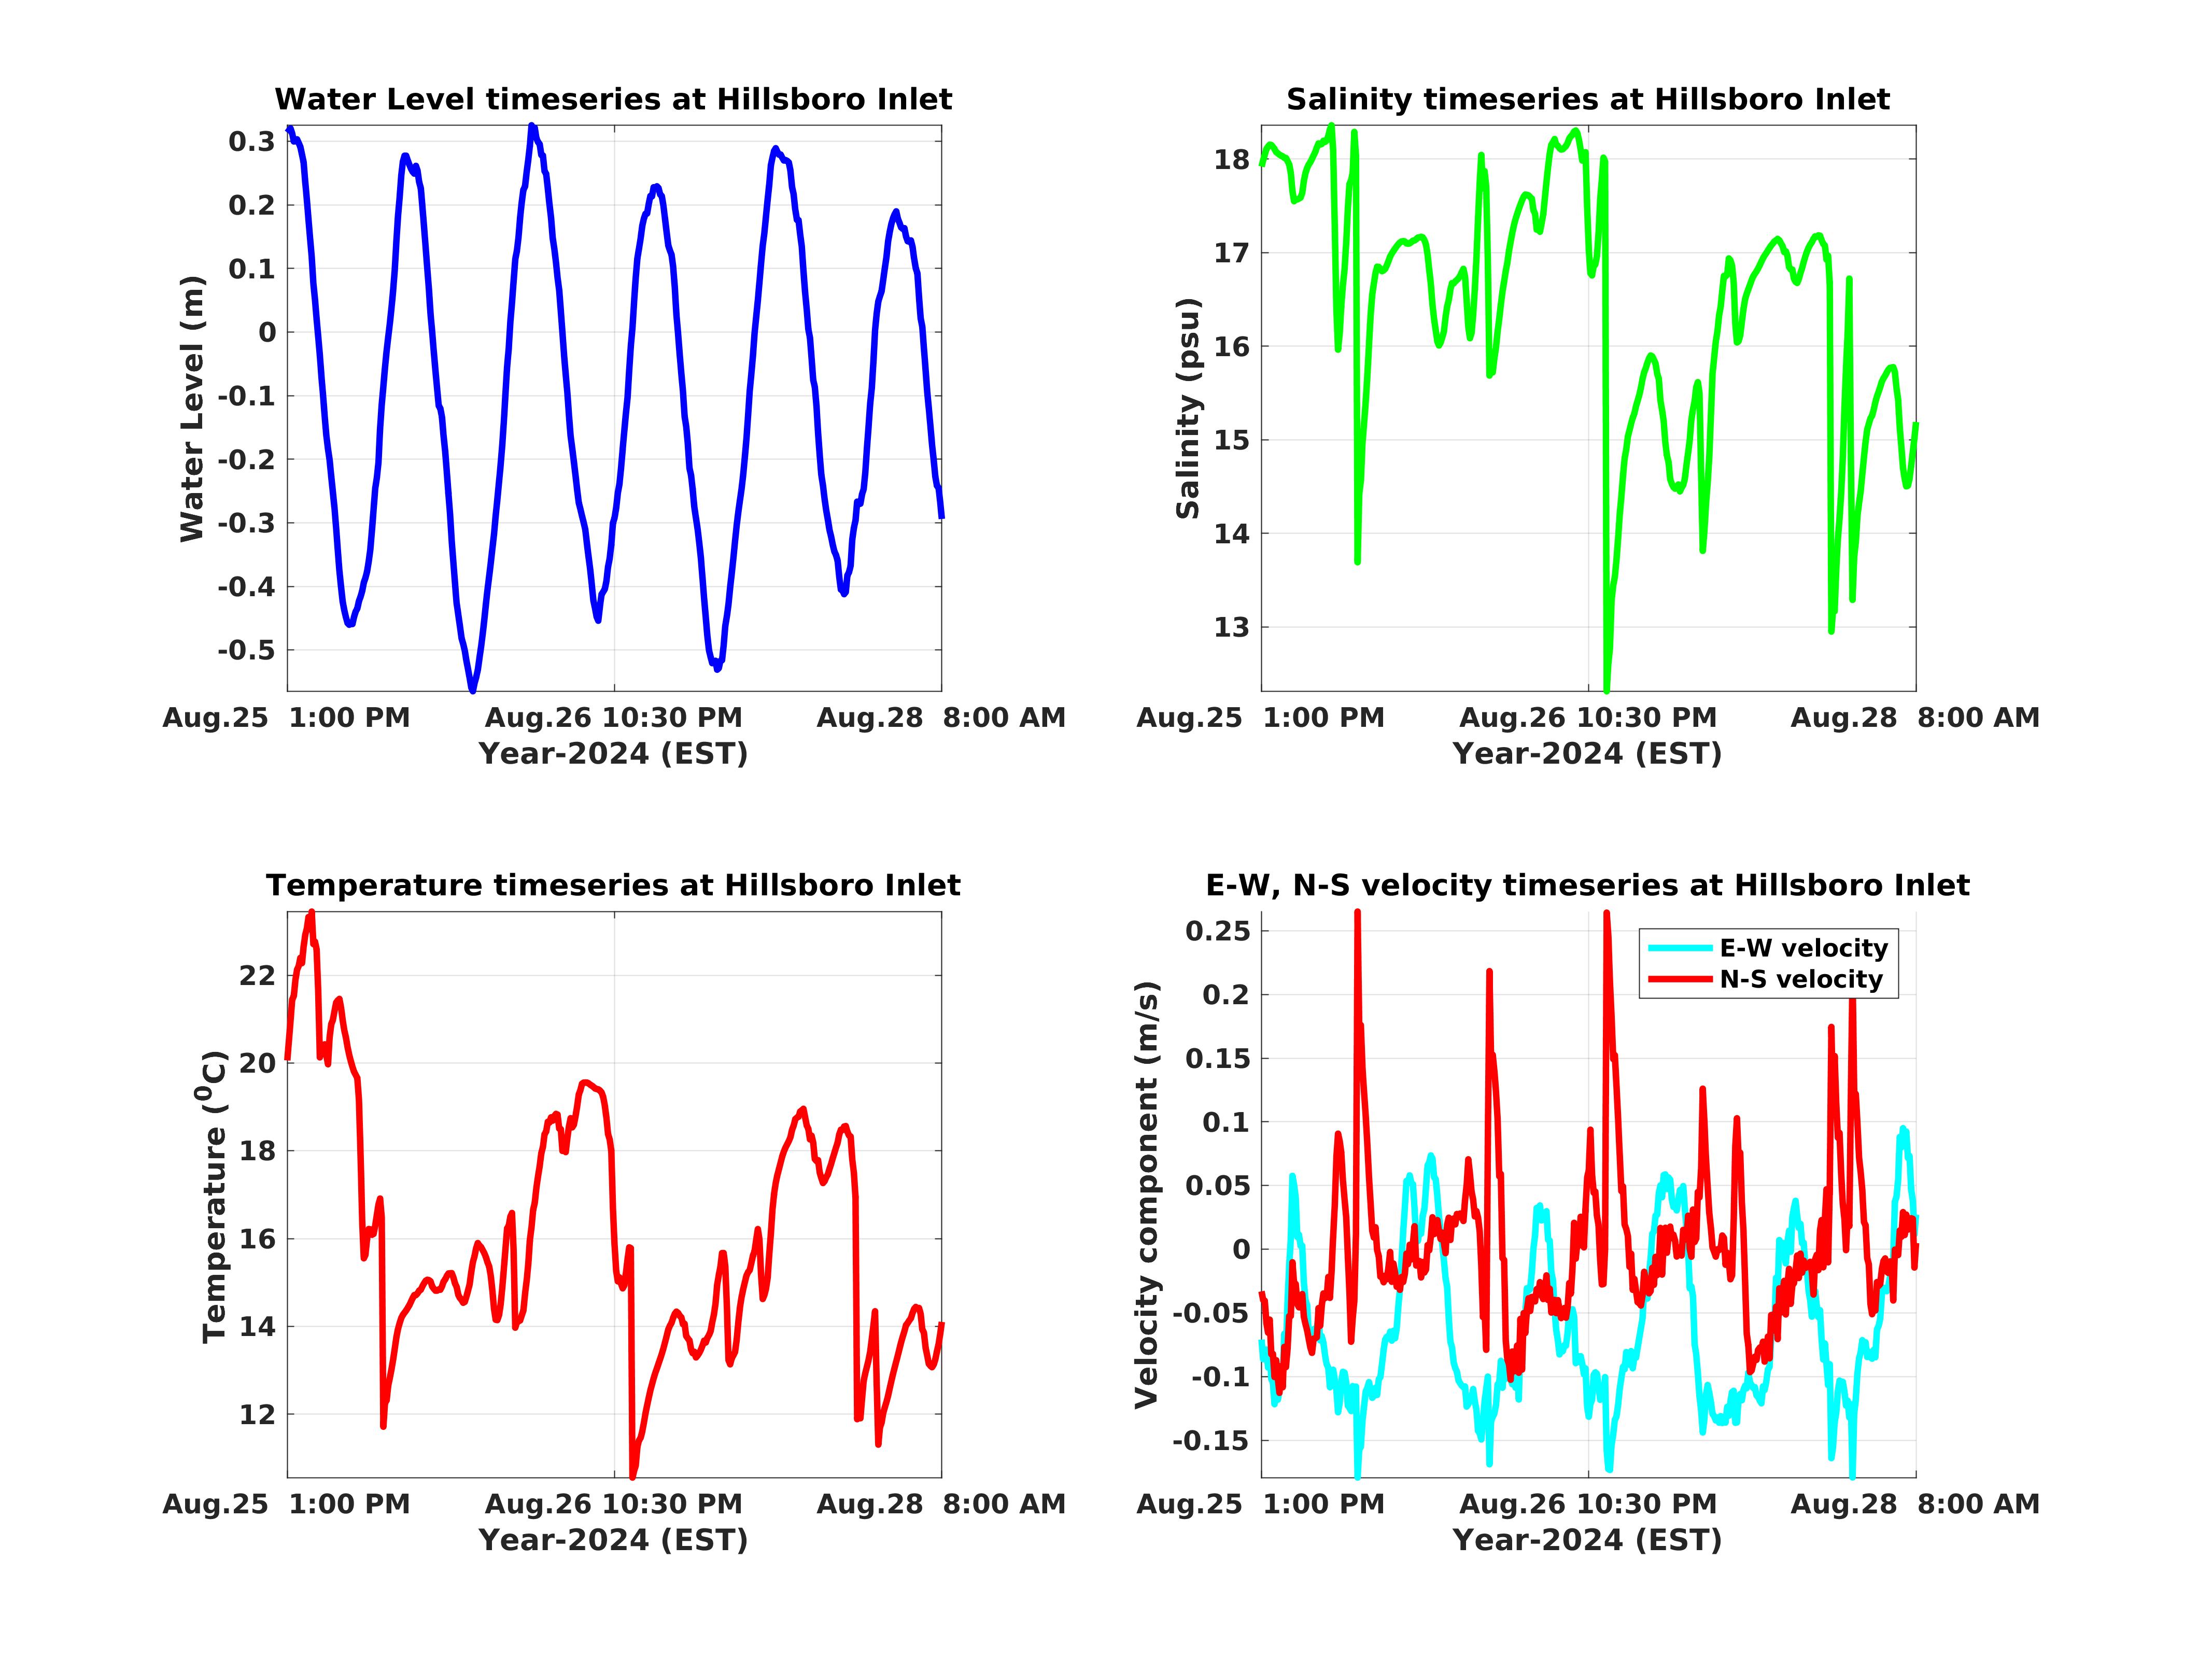 Water Level timeseries at Hillsboro Inlet
Water Level (m)
0.3
0.2
0.1
0
-0.1
-0.2
-0.3
-0.4
-0.5
Aug.25  1:00 PM
Aug.26 10:30 PM
Aug.28  8:00 AM
Year-2024 (EST)
Salinity timeseries at Hillsboro Inlet
Salinity (psu)
18
17
16
15
14
13
Aug.25  1:00 PM
Aug.26 10:30 PM
Aug.28  8:00 AM
Year-2024 (EST)
Temperature timeseries at Hillsboro Inlet
Temperature (⁰C)
22
20
18
16
14
12
Aug.25  1:00 PM
Aug.26 10:30 PM
Aug.28  8:00 AM
Year-2024 (EST)
E-W, N-S velocity timeseries at Hillsboro Inlet
Velocity component (m/s)
0.25
0.2
0.15
0.1
0.05
0
-0.05
-0.1
-0.15
E-W velocity
N-S velocity
Aug.25  1:00 PM
Aug.26 10:30 PM
Aug.28  8:00 AM
Year-2024 (EST)